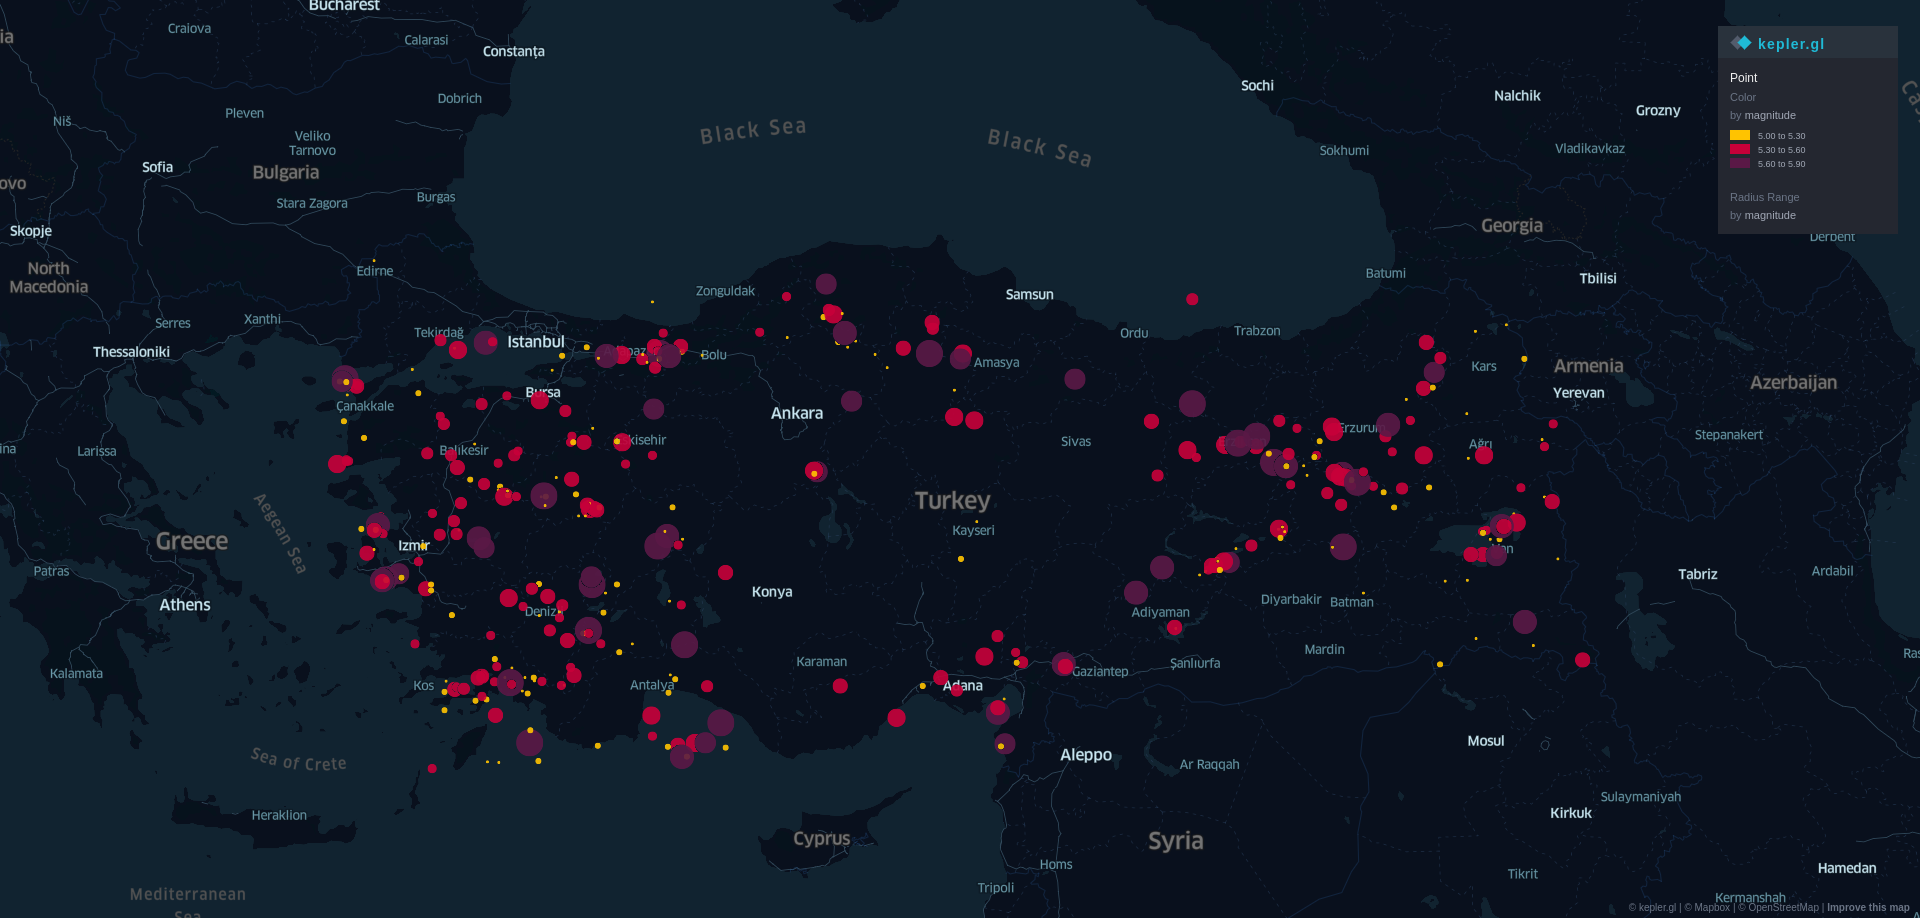 Bucharest
Craiova
Calarasi
Constanța
ia
Sochi
Nalchik
Grozny
kepler.gl
Point
Color
by magnitude
5.00 to 5.30
5.30 to 5.60
5.60 to 5.90
Radius Range
by magnitude
Dobrich
Pleven
Niš
Veliko
Tarnovo
Black Sea
Black Sea
Sokhumi
Vladikavkaz
Sofia
Bulgaria
ovo
Stara Zagora
Burgas
Skopje
Georgia
Derbent
North
Macedonia
Edirne
Batumi
Tbilisi
Zonguldak
Samsun
Serres
Xanthi
Tekirdağ
Istanbul
Ordu
Trabzon
Thessaloniki
Bolu
Amasya
Kars
Armenia
Azerbaijan
Bursa
Yerevan
Çanakkale
Ankara
Erzurum
Stepanakert
ina
Larissa
Balıkesir
kisehir
Sivas
Ağrı
Turkey
Aegean Sea
Kayseri
Greece
Izmir
Van
Patras
Tabriz
Ardabil
Athens
Konya
Deniz
Adiyaman
Diyarbakir
Batman
Mardin
Kalamata
Karaman
Şanlıurfa
Gaziantep
Ras
Kos
Antalya
Adana
Sea of Crete
Aleppo
Mosul
Ar Raqqah
Heraklion
Sulaymaniyah
Kirkuk
Cyprus
Syria
Homs
Tikrit
Hamedan
Tripoli
Mediterranean
Sea
Kermanshah
© kepler.gl | © Mapbox | © OpenStreetMap | Improve this map